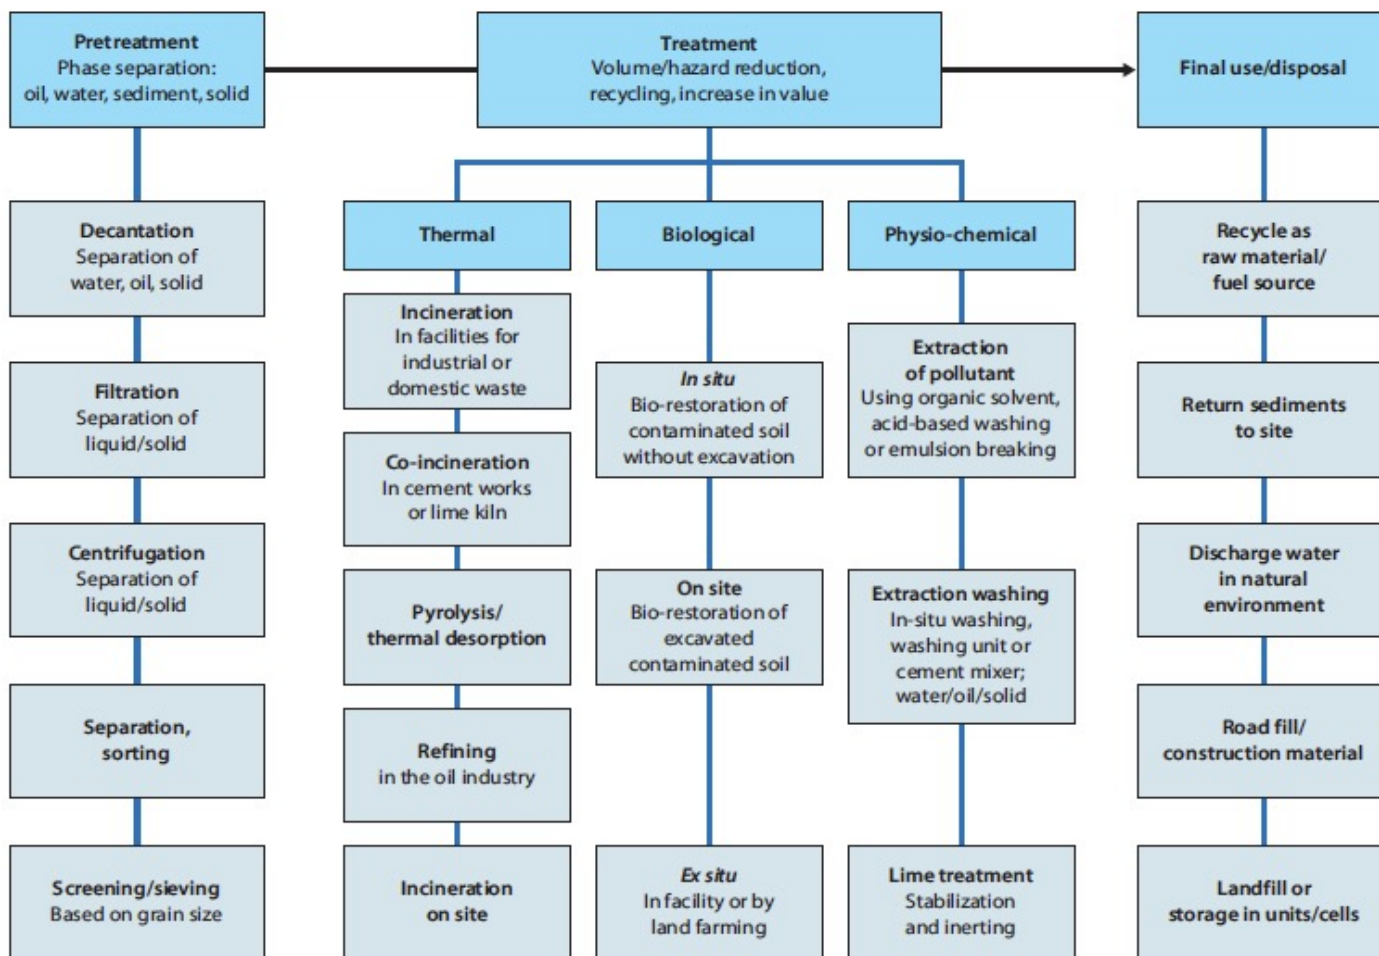 Pretreatment
Phase separation:
oil, water, sediment, solid
Treatment
Volume/hazard reduction,
recycling, increase in value
Final use/disposal
Decantation
Separation of
water, oil, solid
Filtration
Separation of
liquid/solid
Centrifugation
Separation of
liquid/solid
Separation,
sorting
Screening/sieving
Based on grain size
Thermal
Incineration
In facilities for
industrial or
domestic waste
Co-incineration
In cement works
or lime kiln
Pyrolysis/
thermal desorption
Refining
in the oil industry
Incineration
on site
Biological
In situ
Bio-restoration of
contaminated soil
without excavation
On site
Bio-restoration of
excavated
contaminated soil
Ex situ
In facility or by
land farming
Physio-chemical
Extraction
of pollutant
Using organic solvent,
acid-based washing
or emulsion breaking
Extraction washing
In-situ washing,
washing unit or
cement mixer;
water/oil/solid
Lime treatment
Stabilization
and inerting
Recycle as
raw material/
fuel source
Return sediments
to site
Discharge water
in natural
environment
Road fill/
construction material
Landfill or
storage in units/cells